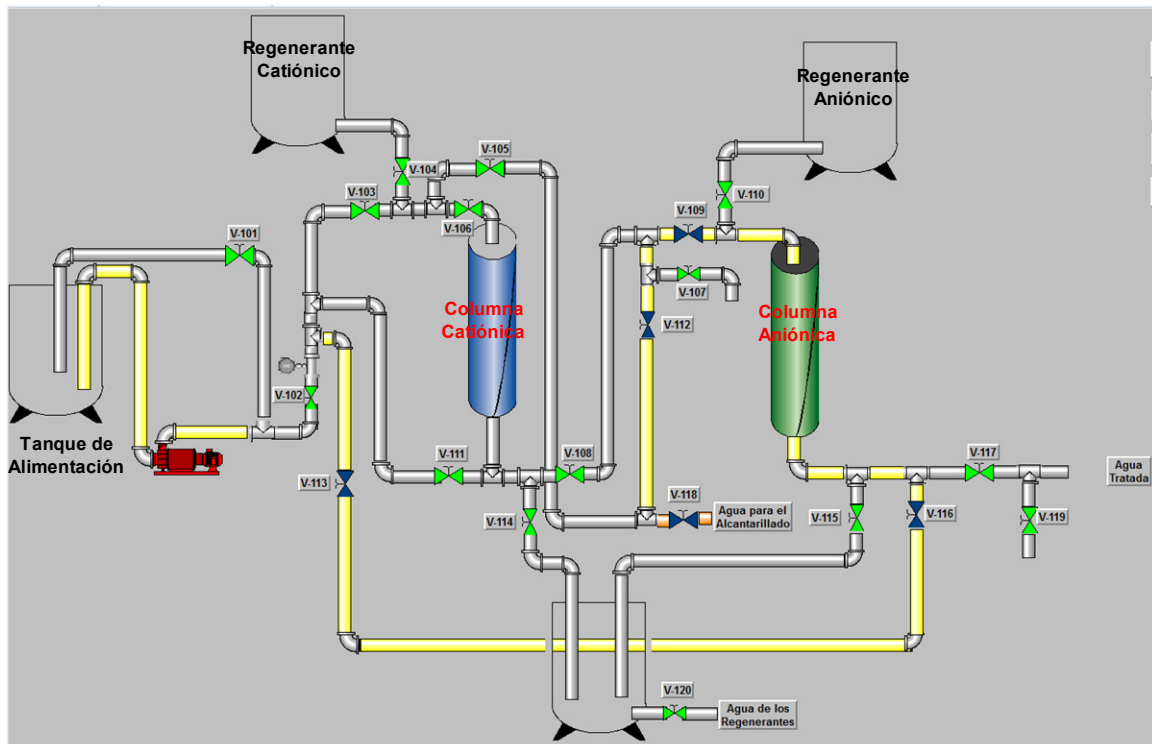 Regenerante
Catiónico
Regenerante
Aniónico
V-105
V-104
V-103
V-106
V-110
V-109
V-101
V-107
Columna
Catiónica
Columna
Aniónica
V-112
V-102
Tanque de
Alimentación
V-111
V-108
V-117
Agua
Tratada
V-113
V-118
Agua para el
Alcantarillado
V-114
V-115
V-116
V-119
V-120
Agua de los
Regenerantes